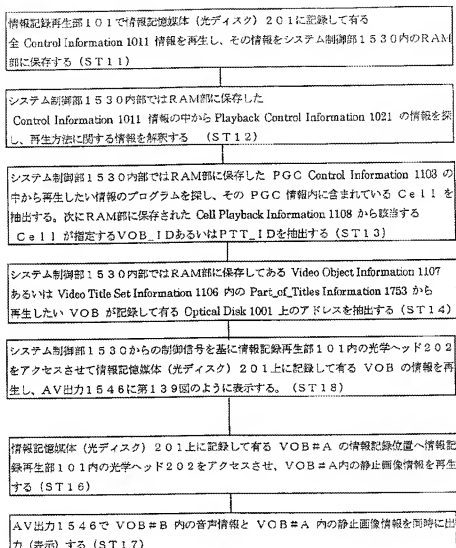 情報記録再生部１０１で情報記憶媒体（光ディスク）２０１に記録して有る
全 Control Information 1011 情報を再生し、その情報をシステム制御部１５３０内のRAM
部に保存する（ＳＴ１１）
システム制御部１５３０内部ではRAM部に保存した
Control Information 1011 情報の中から Playback Control Information 1021 の情報を探
し、再生方法に関する情報を解釈する （ＳＴ１２）
システム制御部１５３０内部ではRAM部に保存した PGC Control Information 1103 の
中から再生したい情報のプログラムを探し、その PGC 情報内に含まれている Ｃｅｌｌ を
抽出する。次にRAM部に保存された Cell Playback Information 1108 から該当する
Ｃｅｌｌ が指定するVOB_IDあるいはPTT_IDを抽出する（ＳＴ１３）
システム制御部１５３０内部ではRAM部に保存してある Video Object Information 1107
あるいは Video Title Set Information 1106 内の Part_of_Titles Information 1753 から
再生したい VOB が記録して有る Optical Disk 1001 上のアドレスを抽出する（ＳＴ１４）
システム制御部１５３０からの制御信号を基に情報記録再生部１０１内の光学ヘッド２０２
をアクセスさせて情報記憶媒体（光ディスク）２０１上に記録して有る VOB の情報を再
生し、AV出力１５４６に第１３９図のように表示する。（ＳＴ１８）
情報記憶媒体（光ディスク）２０１上に記録して有る VOB＃A の情報記録位置へ情報記
録再生部１０１内の光学ヘッド２０２をアクセスさせ、VOB＃A内の静止画像情報を再生
する（ＳＴ１６）
AV出力１５４６で VOB＃B 内の音声情報と VOB＃A 内の静止画像情報を同時に出
力（表示）する（ＳＴ１７）